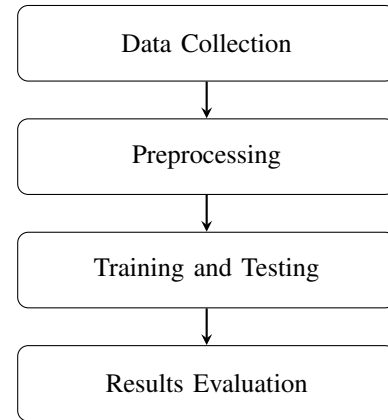 Data Collection
Preprocessing
Training and Testing
Results Evaluation